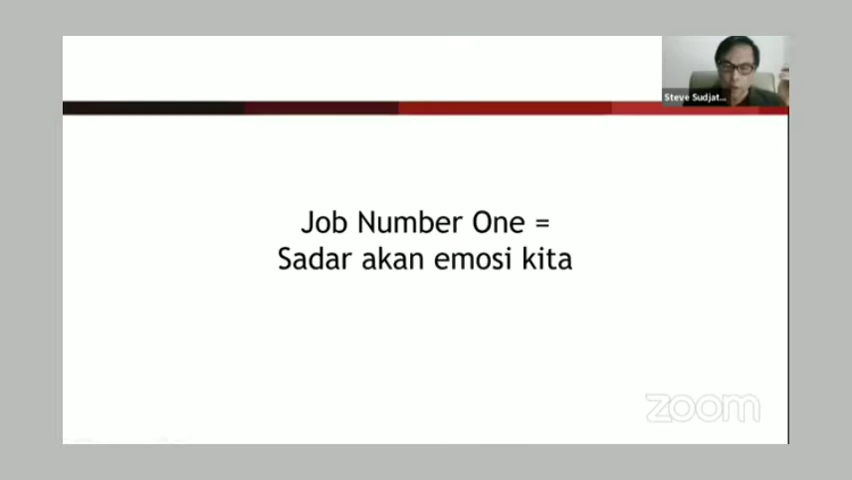 Steve Sudjat...
Job Number One =
Sadar akan emosi kita
zoom